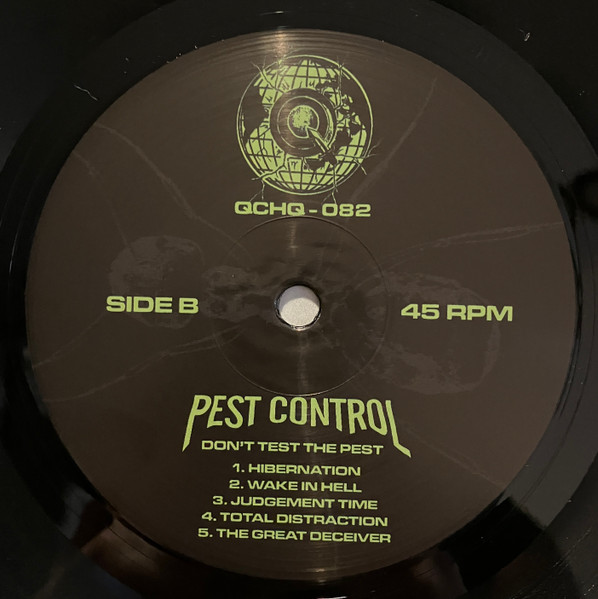 Q
QCHQ - 082
SIDE B
45 RPM
PEST CONTROL
DON'T TEST THE PEST
1. HIBERNATION
2. WAKE IN HELL
3. JUDGEMENT TIME
4. TOTAL DISTRACTION
5. THE GREAT DECEIVER